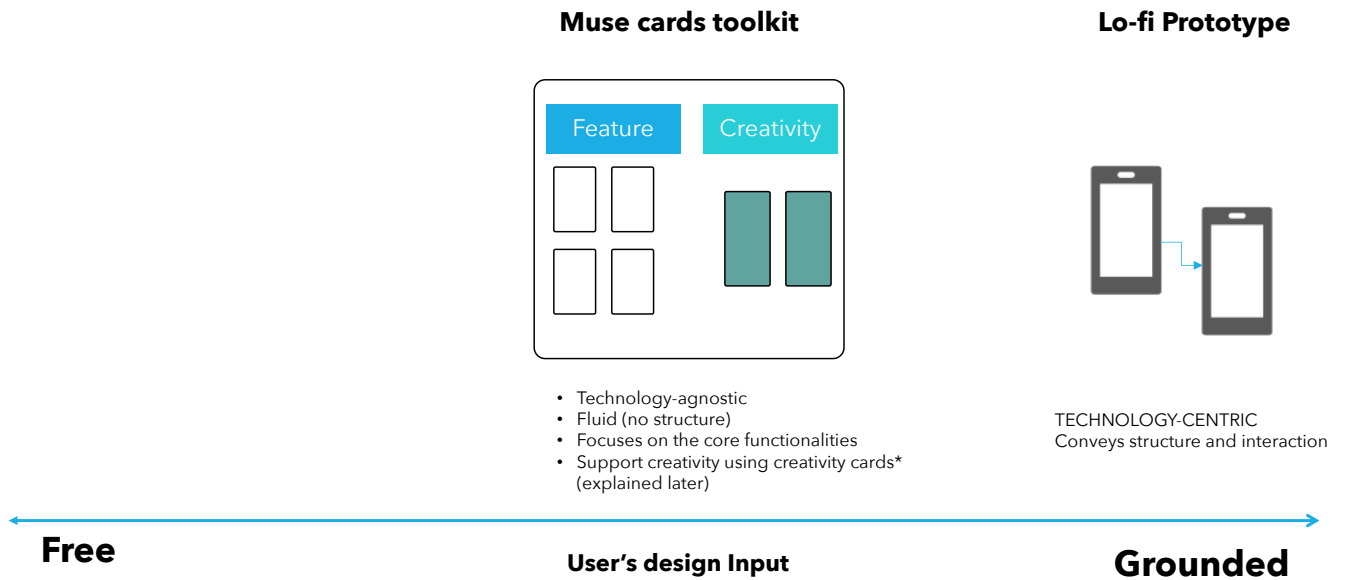 Muse cards toolkit
Lo-fi Prototype
Feature
Creativity
• Technology-agnostic
• Fluid (no structure)
• Focuses on the core functionalities
• Support creativity using creativity cards*
(explained later)
TECHNOLOGY-CENTRIC
Conveys structure and interaction
Free
User’s design Input
Grounded